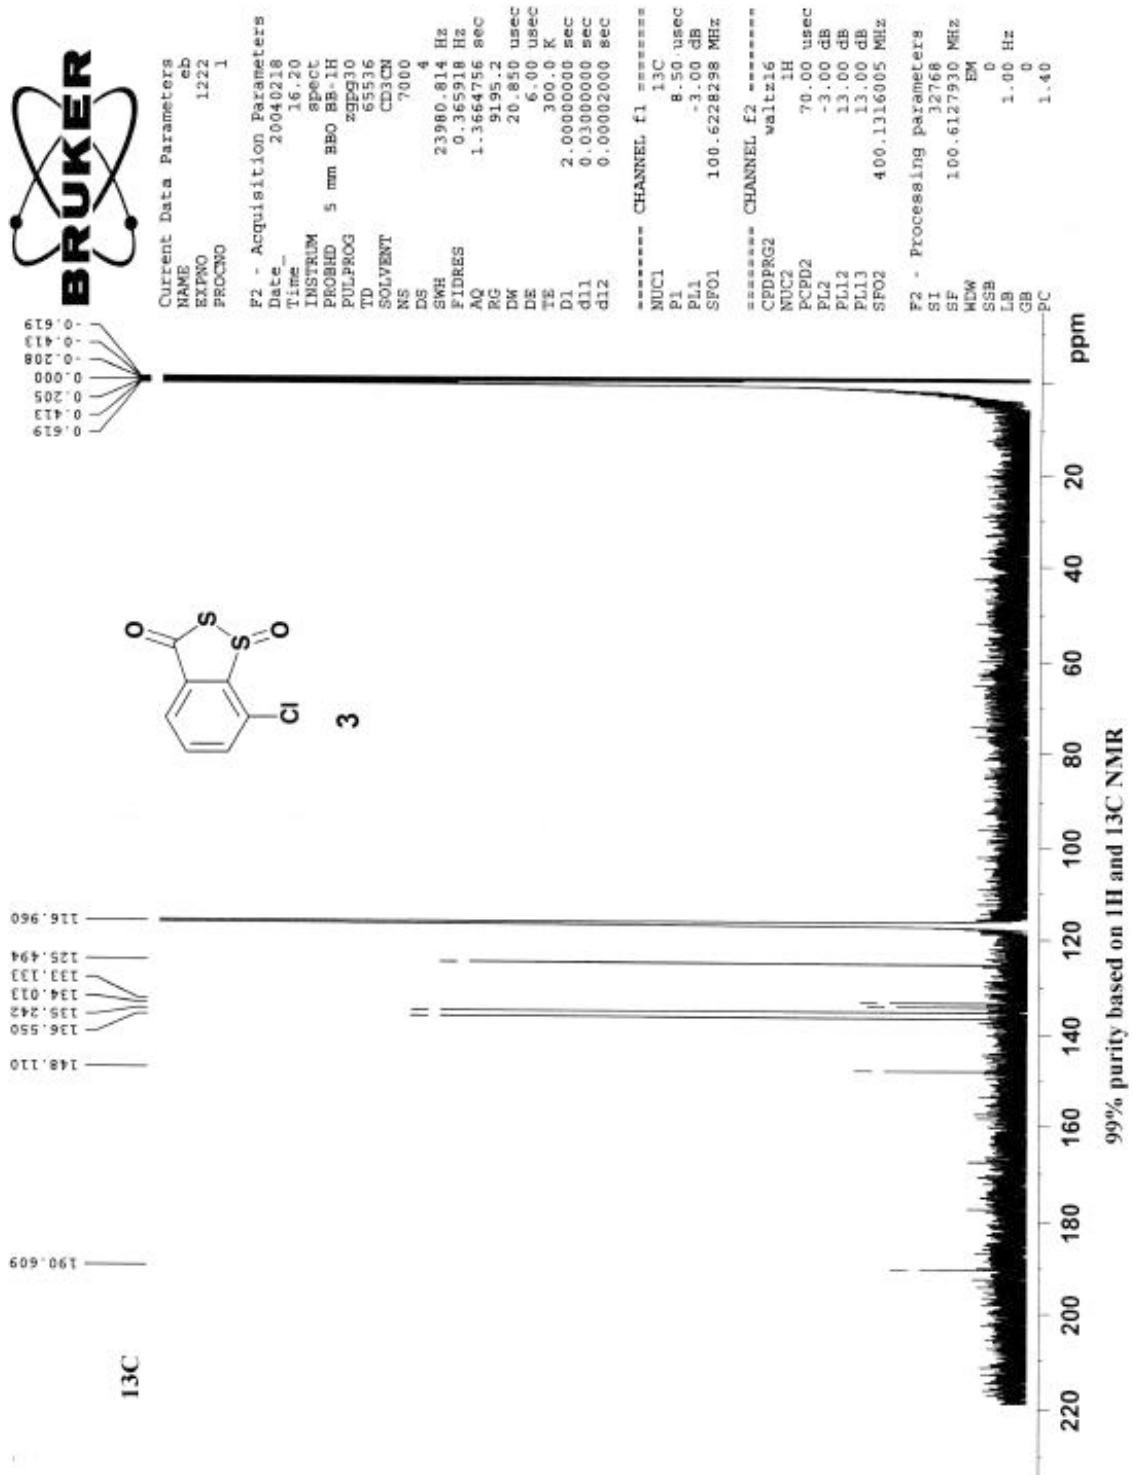 BRUKER
Current Data Parameters
NAME eb
EXPNO 1222
PROCNO 1
F2 - Acquisition Parameters
Date_ 20040218
Time 16.20
INSTRUM spect
PROBHD 5 mm BBO BB-1H
PULPROG zgpg30
TD 65536
SOLVENT CD3CN
NS 7000
DS 4
SWH 23980.814 Hz
FIDRES 0.365918 Hz
AQ 1.3664756 sec
RG 9195.2
DW 20.850 usec
DE 6.00 usec
TE 300.0 K
D1 2.00000000 sec
d11 0.03000000 sec
d12 0.00002000 sec
======== CHANNEL f1 ========
NUC1 13C
P1 8.50 usec
PL1 -3.00 dB
SFO1 100.6228298 MHz
======== CHANNEL f2 ========
CPDPRG2 waltz16
NUC2 1H
PCPD2 70.00 usec
PL2 -3.00 dB
PL12 13.00 dB
PL13 13.00 dB
SFO2 400.1316005 MHz
F2 - Processing parameters
SI 32768
SF 100.6127930 MHz
WDW EM
SSB 0
LB 1.00 Hz
GB 0
PC 1.40
13C
190.609
148.110
136.550
135.242
134.013
133.133
125.494
116.960
0.619
0.413
0.205
0.000
-0.208
-0.413
-0.619
O
S
S
O
Cl
3
220 200 180 160 140 120 100 80 60 40 20 ppm
99% purity based on 1H and 13C NMR